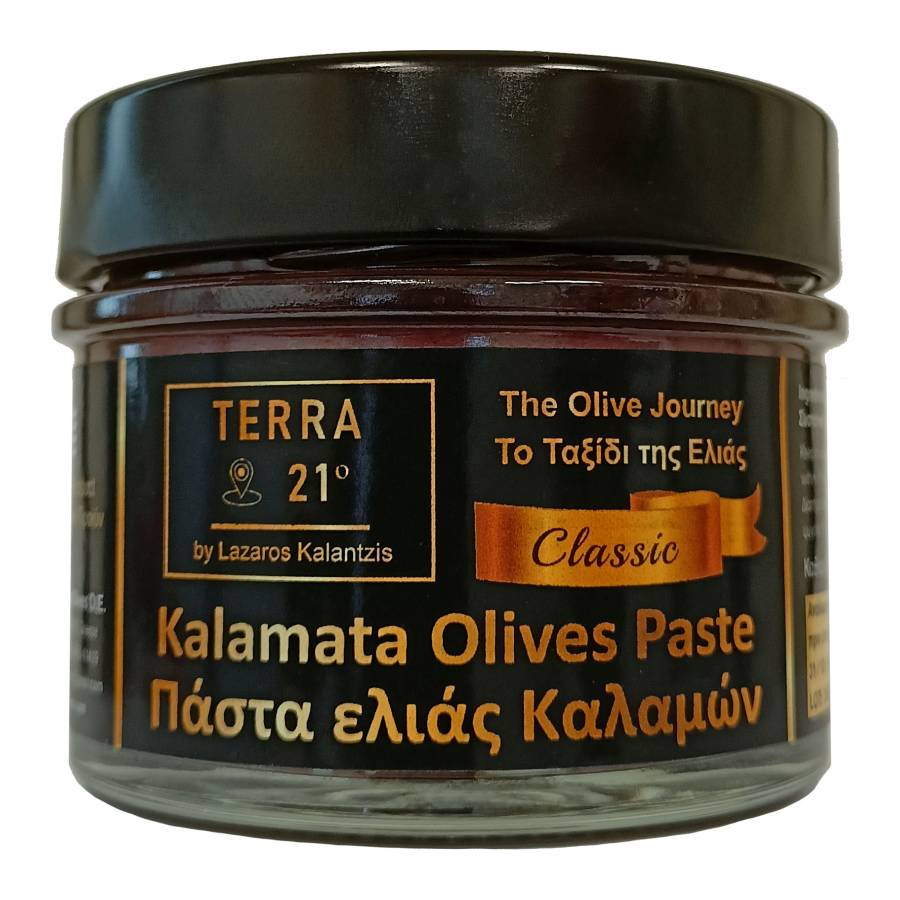 TERRA
21°
by Lazaros Kalantzis
The Olive Journey
Το Ταξίδι της Ελιάς
Classic
Kalamata Olives Paste
Πάστα ελιάς Καλαμών